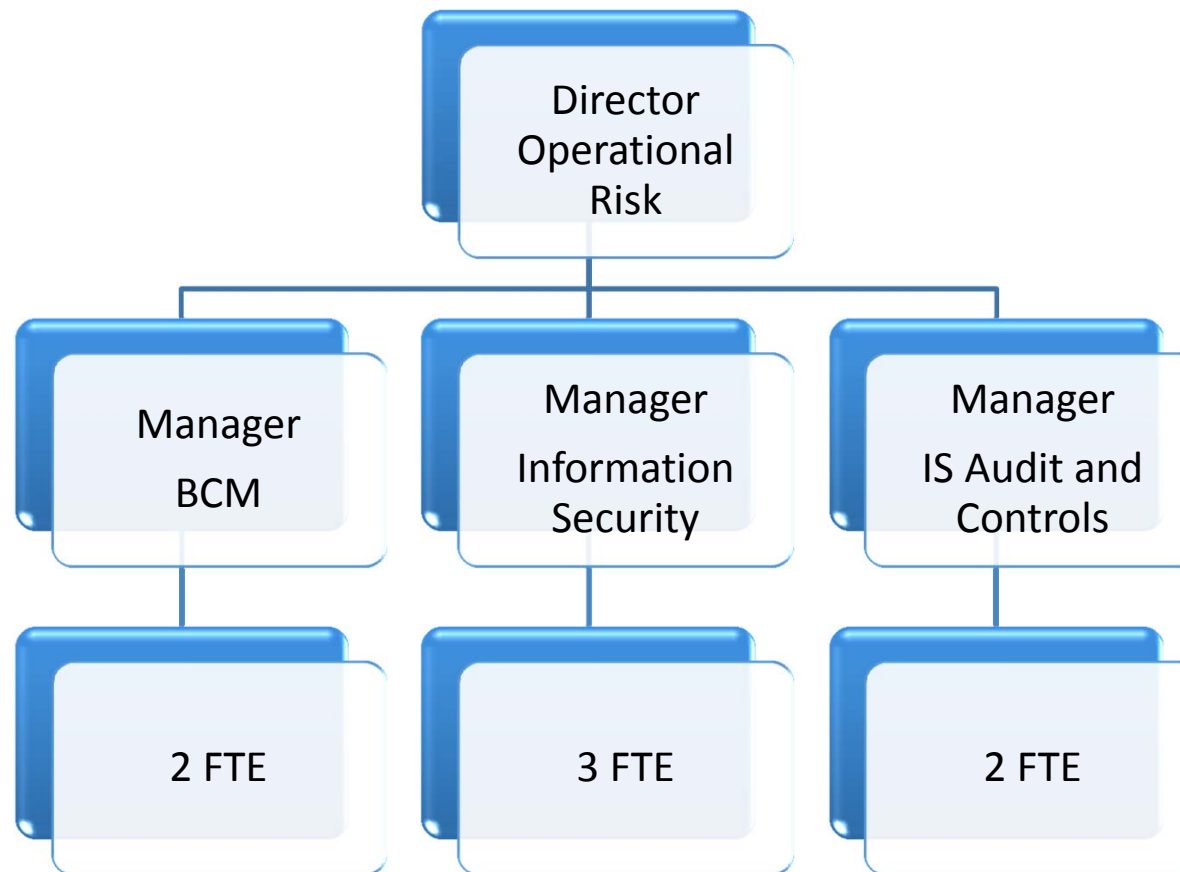 Director
Operational
Risk
Manager
BCM
Manager
Information
Security
Manager
IS Audit and
Controls
2 FTE
3 FTE
2 FTE